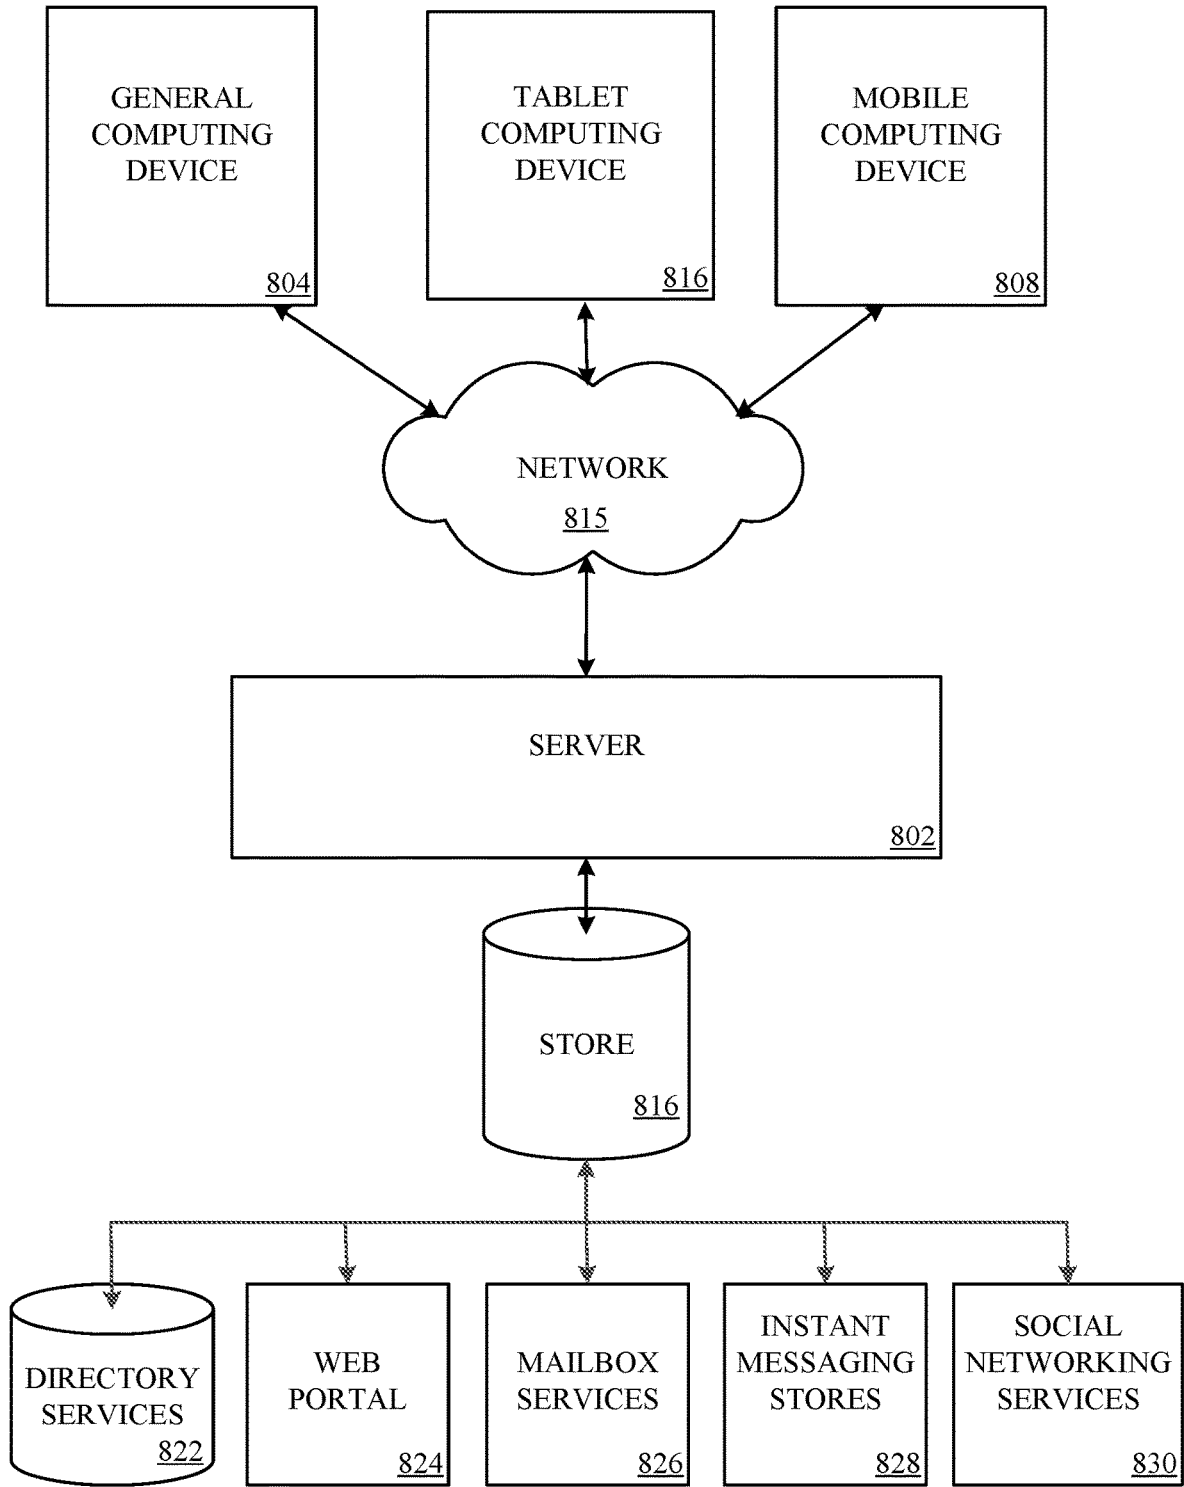 GENERAL
COMPUTING
DEVICE
804
TABLET
COMPUTING
DEVICE
816
MOBILE
COMPUTING
DEVICE
808
NETWORK
815
SERVER
802
STORE
816
DIRECTORY
SERVICES
822
WEB
PORTAL
824
MAILBOX
SERVICES
826
INSTANT
MESSAGING
STORES
828
SOCIAL
NETWORKING
SERVICES
830